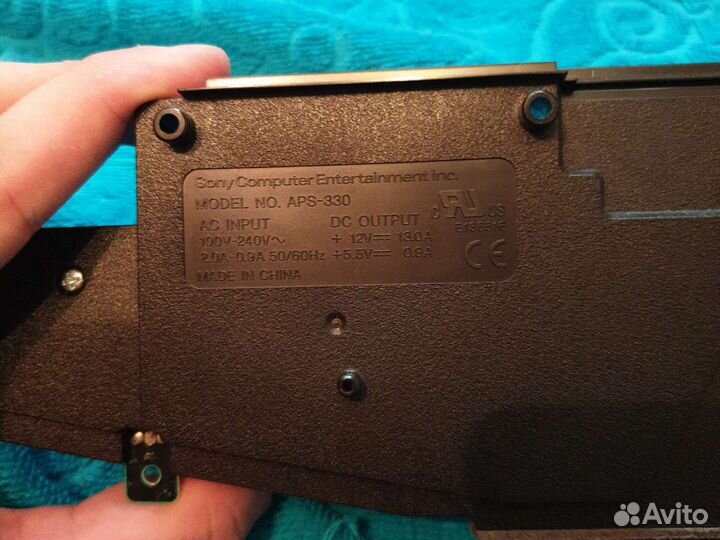 Sony Computer Entertainment Inc.
MODEL NO. APS-330
AC INPUT DC OUTPUT
100V-240V~ + 12V⎓ 13.0A
2.0A-0.9A 50/60Hz +5.5V⎓ 0.9A
MADE IN CHINA
C RU US
CE
Avito